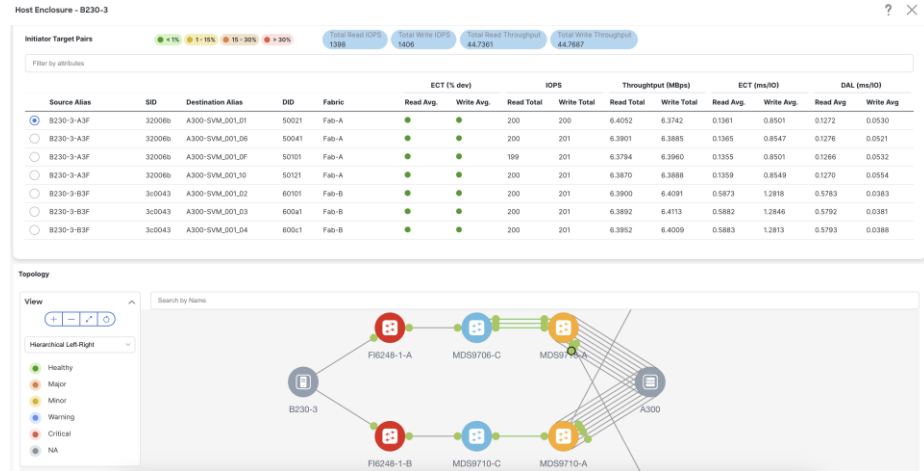 Host Enclosure - B230-3
Initiator Target Pairs
< 1% 1 - 15% 15 - 30% > 30%
Total Read IOPS Total Write IOPS Total Read Throughput Total Write Throughput
1398 1406 44.7361 44.7687
Filter by attributes
ECT (% dev) IOPS Throughtput (MBps) ECT (ms/IO) DAL (ms/IO)
Source Alias SID Destination Alias DID Fabric Read Avg. Write Avg. Read Total Write Total Read Total Write Total Read Avg. Write Avg. Read Avg Write Avg
B230-3-A3F 32006b A300-SVM_001_01 50021 Fab-A 200 200 6.4052 6.3742 0.1361 0.8501 0.1272 0.0530
B230-3-A3F 32006b A300-SVM_001_06 50041 Fab-A 200 201 6.3901 6.3885 0.1365 0.8547 0.1276 0.0521
B230-3-A3F 32006b A300-SVM_001_0F 50101 Fab-A 199 201 6.3794 6.3960 0.1355 0.8501 0.1266 0.0532
B230-3-A3F 32006b A300-SVM_001_10 50121 Fab-A 200 201 6.3870 6.3888 0.1359 0.8549 0.1270 0.0554
B230-3-B3F 3c0043 A300-SVM_001_02 60101 Fab-B 200 201 6.3900 6.4091 0.5873 1.2818 0.5783 0.0383
B230-3-B3F 3c0043 A300-SVM_001_03 600a1 Fab-B 200 201 6.3892 6.4113 0.5882 1.2846 0.5792 0.0381
B230-3-B3F 3c0043 A300-SVM_001_04 600c1 Fab-B 200 201 6.3952 6.4009 0.5883 1.2813 0.5793 0.0388
Topology
View
Search by Name
Hierarchical Left-Right
Healthy
Major
Minor
Warning
Critical
NA
FI6248-1-A MDS9706-C MDS9710-A
B230-3 A300
FI6248-1-B MDS9710-C MDS9710-A